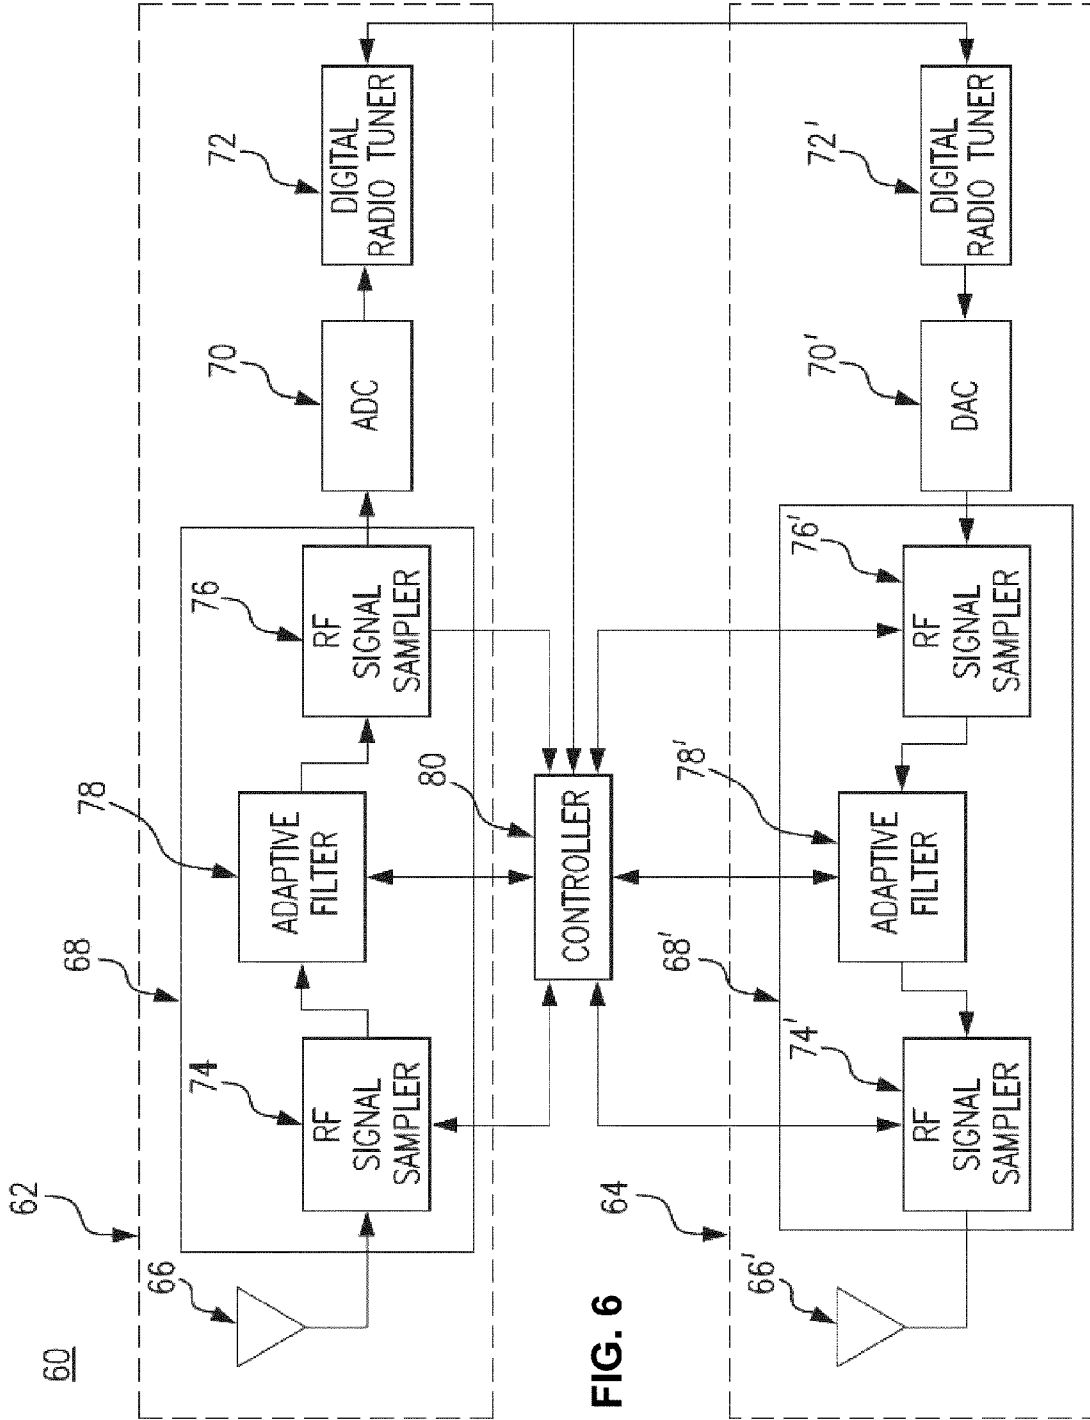 60
62
66
68
74
RF
SIGNAL
SAMPLER
78
ADAPTIVE
FILTER
76
RF
SIGNAL
SAMPLER
70
ADC
72
DIGITAL
RADIO TUNER
80
CONTROLLER
64
66'
68'
74'
RF
SIGNAL
SAMPLER
78'
ADAPTIVE
FILTER
76'
RF
SIGNAL
SAMPLER
70'
DAC
72'
DIGITAL
RADIO TUNER
FIG. 6